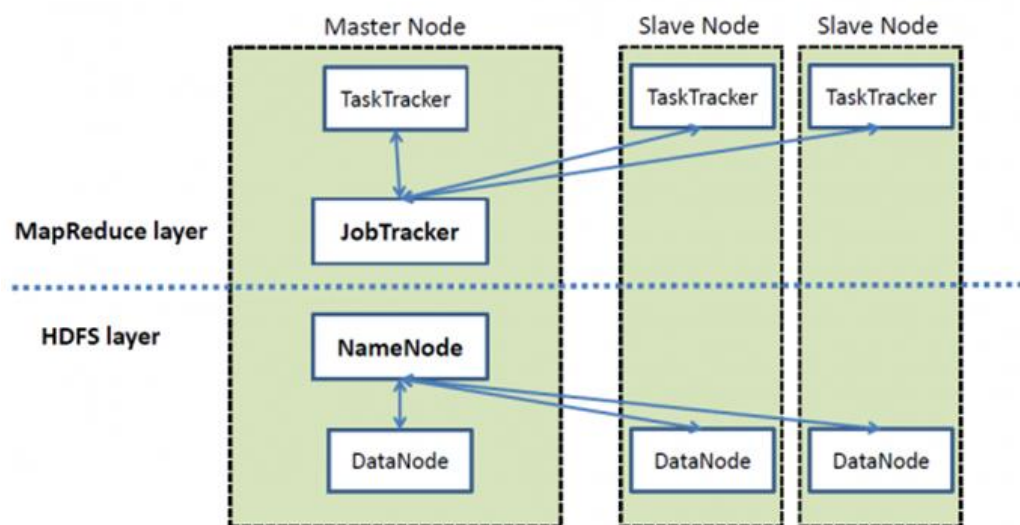 Master Node
Slave Node
Slave Node
TaskTracker
TaskTracker
TaskTracker
MapReduce layer
JobTracker
HDFS layer
NameNode
DataNode
DataNode
DataNode